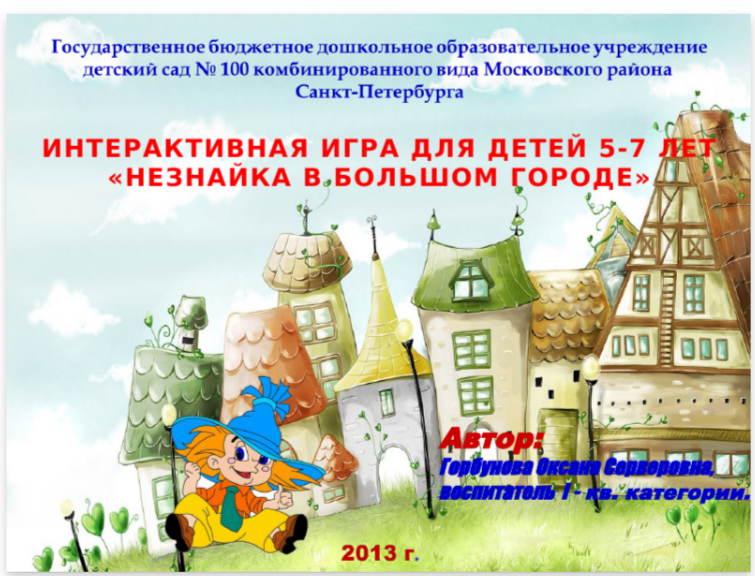 Государственное бюджетное дошкольное образовательное учреждение
детский сад № 100 комбинированного вида Московского района
Санкт-Петербурга
ИНТЕРАКТИВНАЯ ИГРА ДЛЯ ДЕТЕЙ 5-7 ЛЕТ
«НЕЗНАЙКА В БОЛЬШОМ ГОРОДЕ»
Автор:
Горбунова Оксана Серверовна,
воспитатель I - кв. категории.
2013 г.